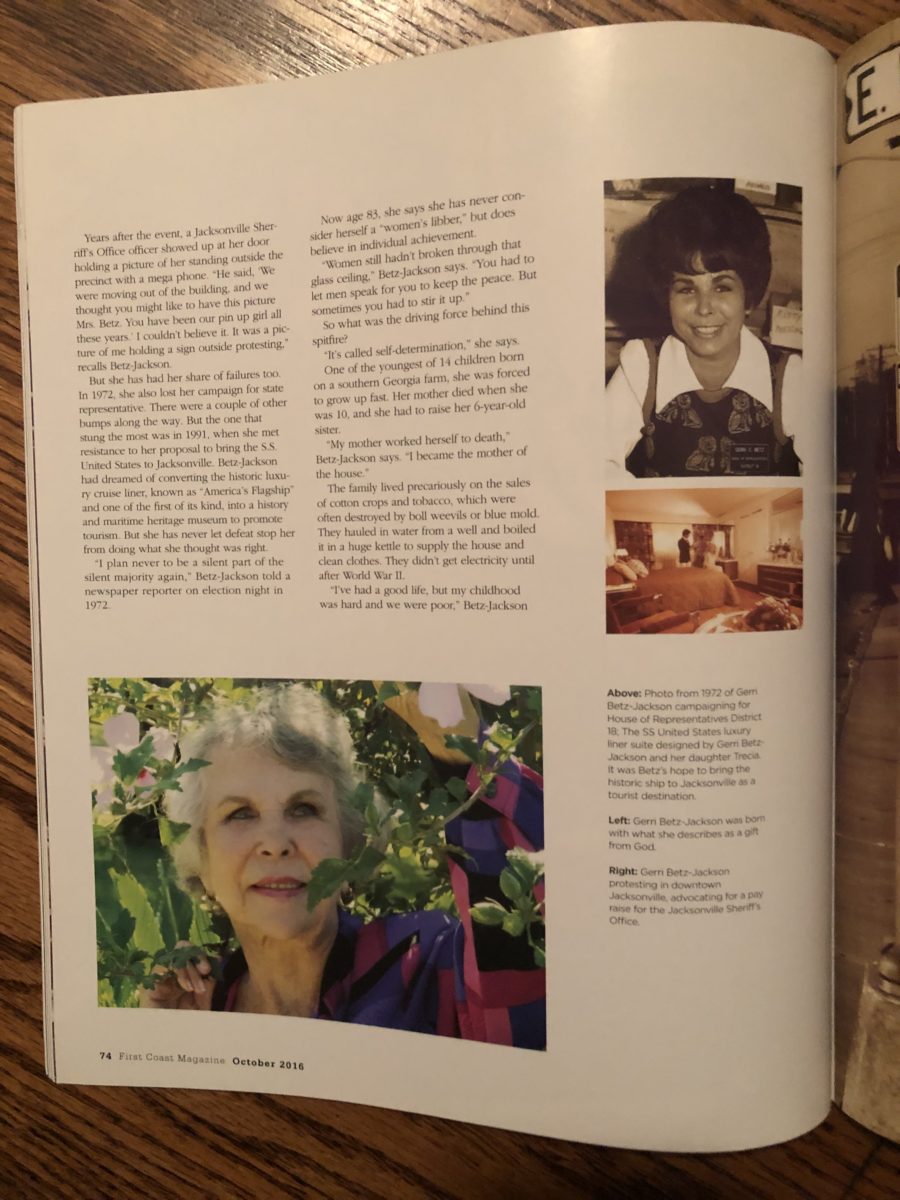 Years after the event, a Jacksonville Sher-
riff's Office officer showed up at her door
holding a picture of her standing outside the
precinct with a mega phone. "He said, 'We
were moving out of the building, and we
thought you might like to have this picture
Mrs. Betz. You have been our pin up girl all
these years.' I couldn't believe it. It was a pic-
ture of me holding a sign outside protesting,"
recalls Betz-Jackson.
But she has had her share of failures too.
In 1972, she also lost her campaign for state
representative. There were a couple of other
bumps along the way. But the one that
stung the most was in 1991, when she met
resistance to her proposal to bring the S.S.
United States to Jacksonville. Betz-Jackson
had dreamed of converting the historic luxu-
ry cruise liner, known as "America's Flagship"
and one of the first of its kind, into a history
and maritime heritage museum to promote
tourism. But she has never let defeat stop her
from doing what she thought was right.
"I plan never to be a silent part of the
silent majority again," Betz-Jackson told a
newspaper reporter on election night in
1972.
Now age 83, she says she has never con-
sider herself a "women's libber," but does
believe in individual achievement.
"Women still hadn't broken through that
glass ceiling," Betz-Jackson says. "You had to
let men speak for you to keep the peace. But
sometimes you had to stir it up."
So what was the driving force behind this
spitfire?
"It's called self-determination," she says.
One of the youngest of 14 children born
on a southern Georgia farm, she was forced
to grow up fast. Her mother died when she
was 10, and she had to raise her 6-year-old
sister.
"My mother worked herself to death,"
Betz-Jackson says. "I became the mother of
the house."
The family lived precariously on the sales
of cotton crops and tobacco, which were
often destroyed by boll weevils or blue mold.
They hauled in water from a well and boiled
it in a huge kettle to supply the house and
clean clothes. They didn't get electricity until
after World War II.
"I've had a good life, but my childhood
was hard and we were poor," Betz-Jackson
Above: Photo from 1972 of Gerri
Betz-Jackson campaigning for
House of Representatives District
18; The SS United States luxury
liner suite designed by Gerri Betz-
Jackson and her daughter Trecia.
It was Betz's hope to bring the
historic ship to Jacksonville as a
tourist destination.
Left: Gerri Betz-Jackson was born
with what she describes as a gift
from God.
Right: Gerri Betz-Jackson
protesting in downtown
Jacksonville, advocating for a pay
raise for the Jacksonville Sheriff's
Office.
74 First Coast Magazine October 2016
E.